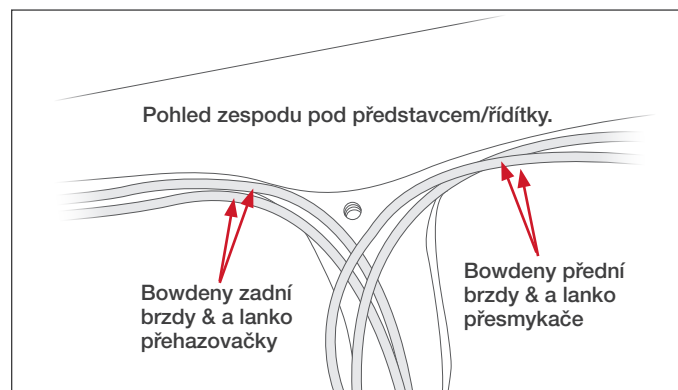 Pohled zespodu pod představcem/řídítky.
Bowdeny zadní
brzdy & a lanko
přehazovačky
Bowdeny přední
brzdy & a lanko
přesmykače